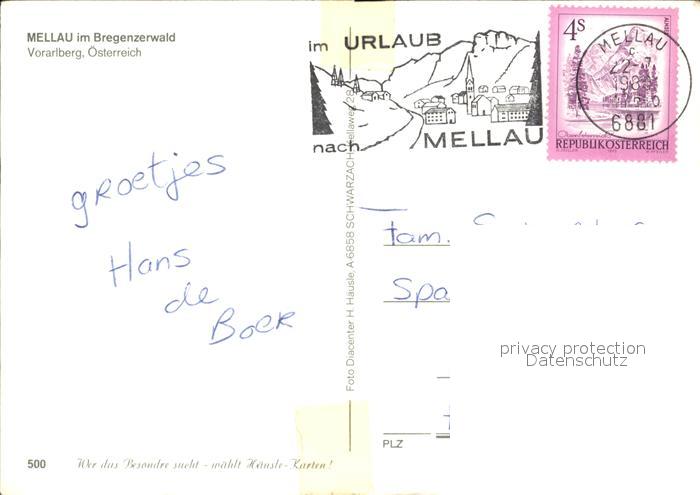 MELLAU im Bregenzerwald
Vorarlberg, Österreich
im URLAUB
nach MELLAU
4S
REPUBLIK ÖSTERREICH
MELLAU
6881
groetjes
Hans
de
Boer
Foto Diacenter H. Häusle, A-6858 SCHWARZACH
fam.
Spa
privacy protection
Datenschutz
PLZ
500 Wer das Besondre sucht - wählt Häusle-Karten!